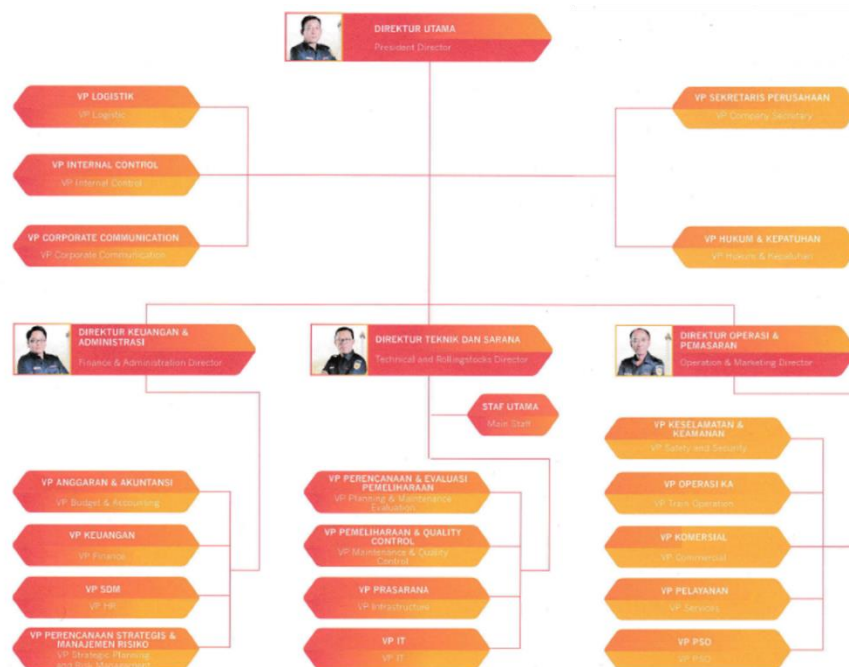 DIREKTUR UTAMA
President Director
VP LOGISTIK
VP Logistic
VP SEKRETARIS PERUSAHAAN
VP Company Secretary
VP INTERNAL CONTROL
VP Internal Control
VP CORPORATE COMMUNICATION
VP Corporate Communication
VP HUKUM & KEPATUHAN
VP Hukum & Kepatuhan
DIREKTUR KEUANGAN &
ADMINISTRASI
Finance & Administration Director
DIREKTUR TEKNIK DAN SARANA
Technical and Rollingstocks Director
DIREKTUR OPERASI &
PEMASARAN
Operation & Marketing Director
STAF UTAMA
Main Staff
VP ANGGARAN & AKUNTANSI
VP Budget & Accounting
VP KEUANGAN
VP Finance
VP SDM
VP HR
VP PERENCANAAN STRATEGIS &
MANAJEMEN RISIKO
VP Strategic Planning
and Risk Management
VP PERENCANAAN & EVALUASI
PEMELIHARAAN
VP Planning & Maintenance
Evaluation
VP PEMELIHARAAN & QUALITY
CONTROL
VP Maintenance & Quality
Control
VP PRASARANA
VP Infrastructure
VP IT
VP IT
VP KESELAMATAN &
KEAMANAN
VP Safety and Security
VP OPERASI KA
VP Train Operation
VP KOMERSIAL
VP Commercial
VP PELAYANAN
VP Services
VP PSO
VP PSO